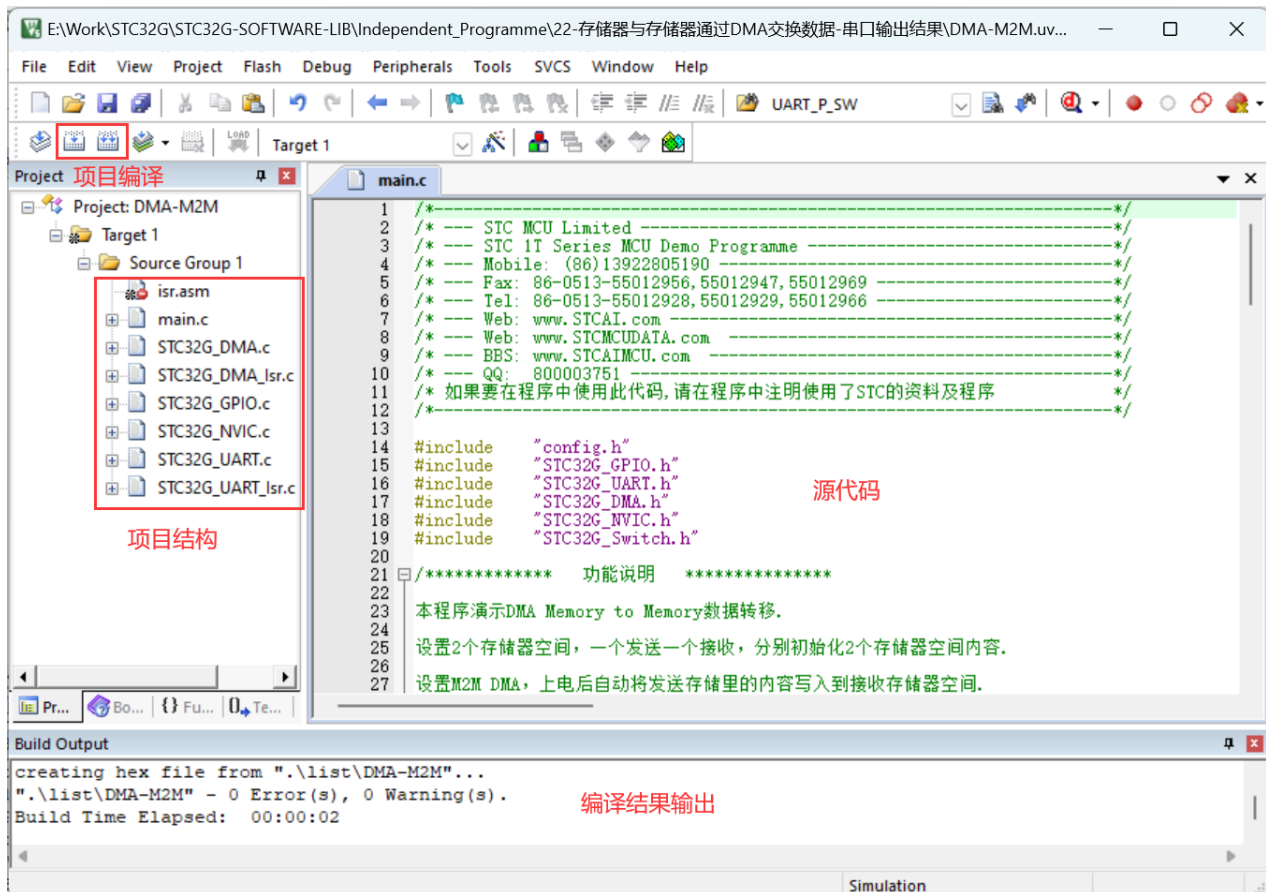 E:\Work\STC32G\STC32G-SOFTWARE-LIB\Independent_Programme\22-存储器与存储器通过DMA交换数据-串口输出结果\DMA-M2M.uv...
File Edit View Project Flash Debug Peripherals Tools SVCS Window Help
UART_P_SW
LOAD Target 1
Project 项目编译
main.c
Project: DMA-M2M
Target 1
Source Group 1
isr.asm
main.c
STC32G_DMA.c
STC32G_DMA_Isr.c
STC32G_GPIO.c
STC32G_NVIC.c
STC32G_UART.c
STC32G_UART_Isr.c
项目结构
1 /*---------------------------------------------------------------------*/
2 /* --- STC MCU Limited ------------------------------------------------*/
3 /* --- STC 1T Series MCU Demo Programme -------------------------------*/
4 /* --- Mobile: (86)13922805190 ----------------------------------------*/
5 /* --- Fax: 86-0513-55012956,55012947,55012969 ------------------------*/
6 /* --- Tel: 86-0513-55012928,55012929,55012966 ------------------------*/
7 /* --- Web: www.STCAI.com ---------------------------------------------*/
8 /* --- Web: www.STCMCUDATA.com  ---------------------------------------*/
9 /* --- BBS: www.STCAIMCU.com  -----------------------------------------*/
10 /* --- QQ:  800003751 -------------------------------------------------*/
11 /* 如果要在程序中使用此代码,请在程序中注明使用了STC的资料及程序 */
12 /*---------------------------------------------------------------------*/
13
14 #include "config.h"
15 #include "STC32G_GPIO.h"
16 #include "STC32G_UART.h"
17 #include "STC32G_DMA.h"
18 #include "STC32G_NVIC.h"
19 #include "STC32G_Switch.h"
源代码
20
21 /************* 功能说明 ***************
22
23 本程序演示DMA Memory to Memory数据转移.
24
25 设置2个存储器空间，一个发送一个接收，分别初始化2个存储器空间内容.
26
27 设置M2M DMA，上电后自动将发送存储里的内容写入到接收存储器空间.
Pr... Bo... {} Fu... 0 Te...
Build Output
creating hex file from ".\list\DMA-M2M"...
".\list\DMA-M2M" - 0 Error(s), 0 Warning(s).
Build Time Elapsed: 00:00:02
编译结果输出
Simulation